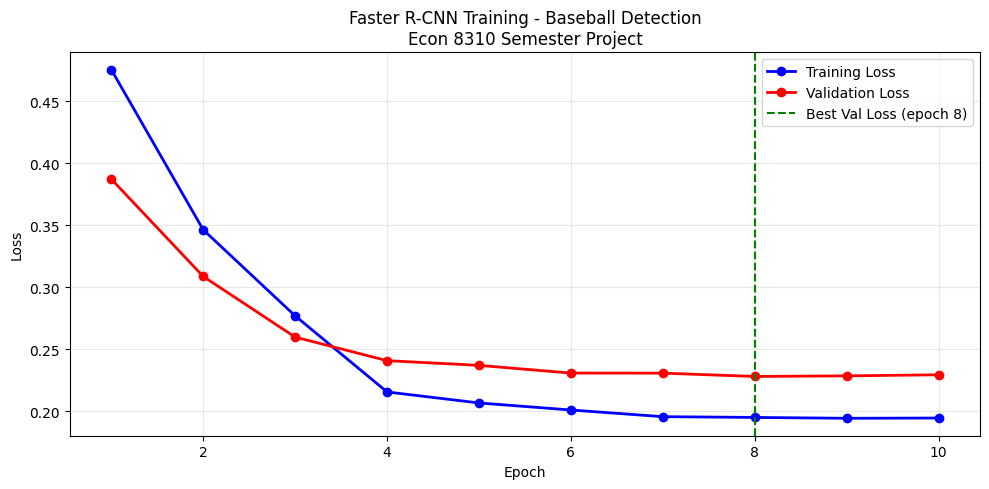 Faster R-CNN Training - Baseball Detection
Econ 8310 Semester Project
Training Loss
Validation Loss
Best Val Loss (epoch 8)
Loss
0.45
0.40
0.35
0.30
0.25
0.20
2
4
6
8
10
Epoch